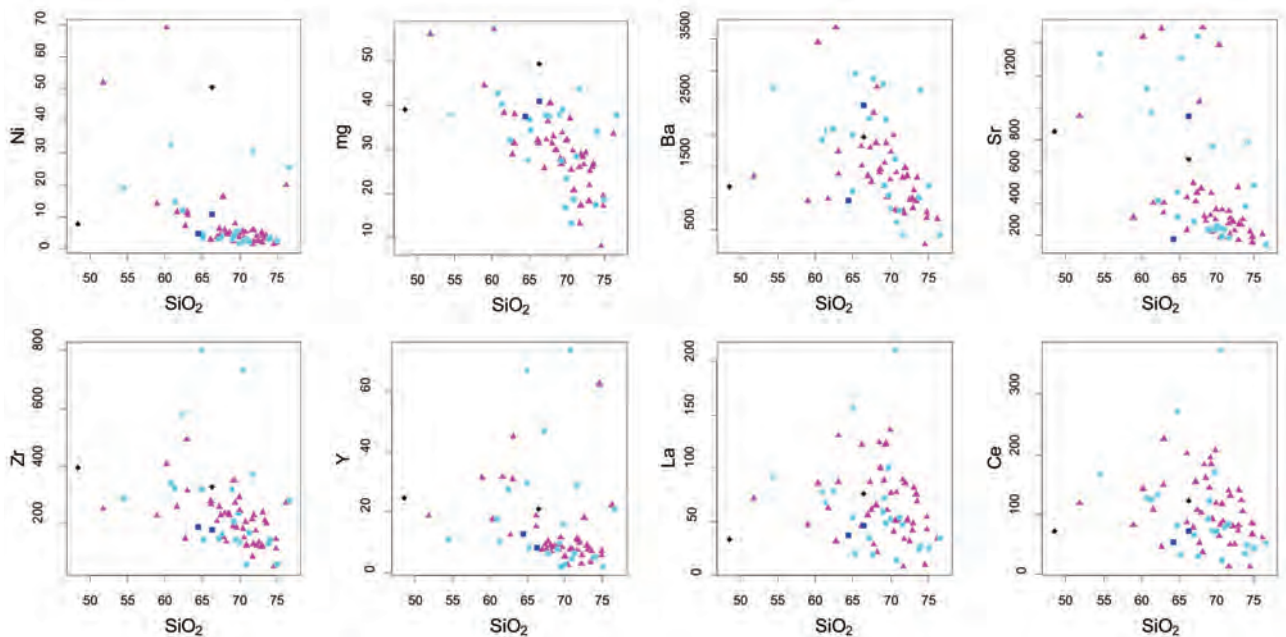 Ni
0 10 20 30 40 50 60 70
50 55 60 65 70 75
SiO2
mg
10 20 30 40 50
50 55 60 65 70 75
SiO2
Ba
500 1500 2500 3500
50 55 60 65 70 75
SiO2
Sr
200 400 600 800 1200
50 55 60 65 70 75
SiO2
Zr
200 400 600 800
50 55 60 65 70 75
SiO2
Y
0 20 40 60
50 55 60 65 70 75
SiO2
La
0 50 100 150 200
50 55 60 65 70 75
SiO2
Ce
0 100 200 300
50 55 60 65 70 75
SiO2